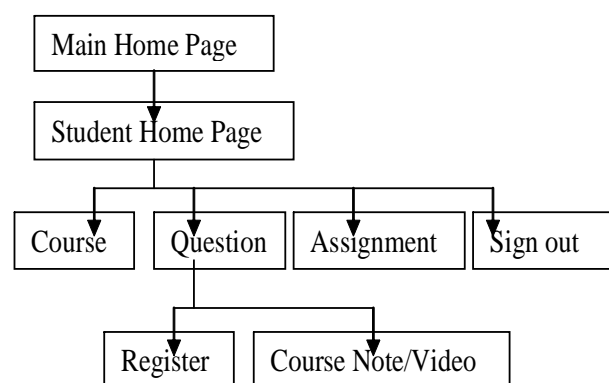 Main Home Page
Student Home Page
Course
Question
Assignment
Sign out
Register
Course Note/Video